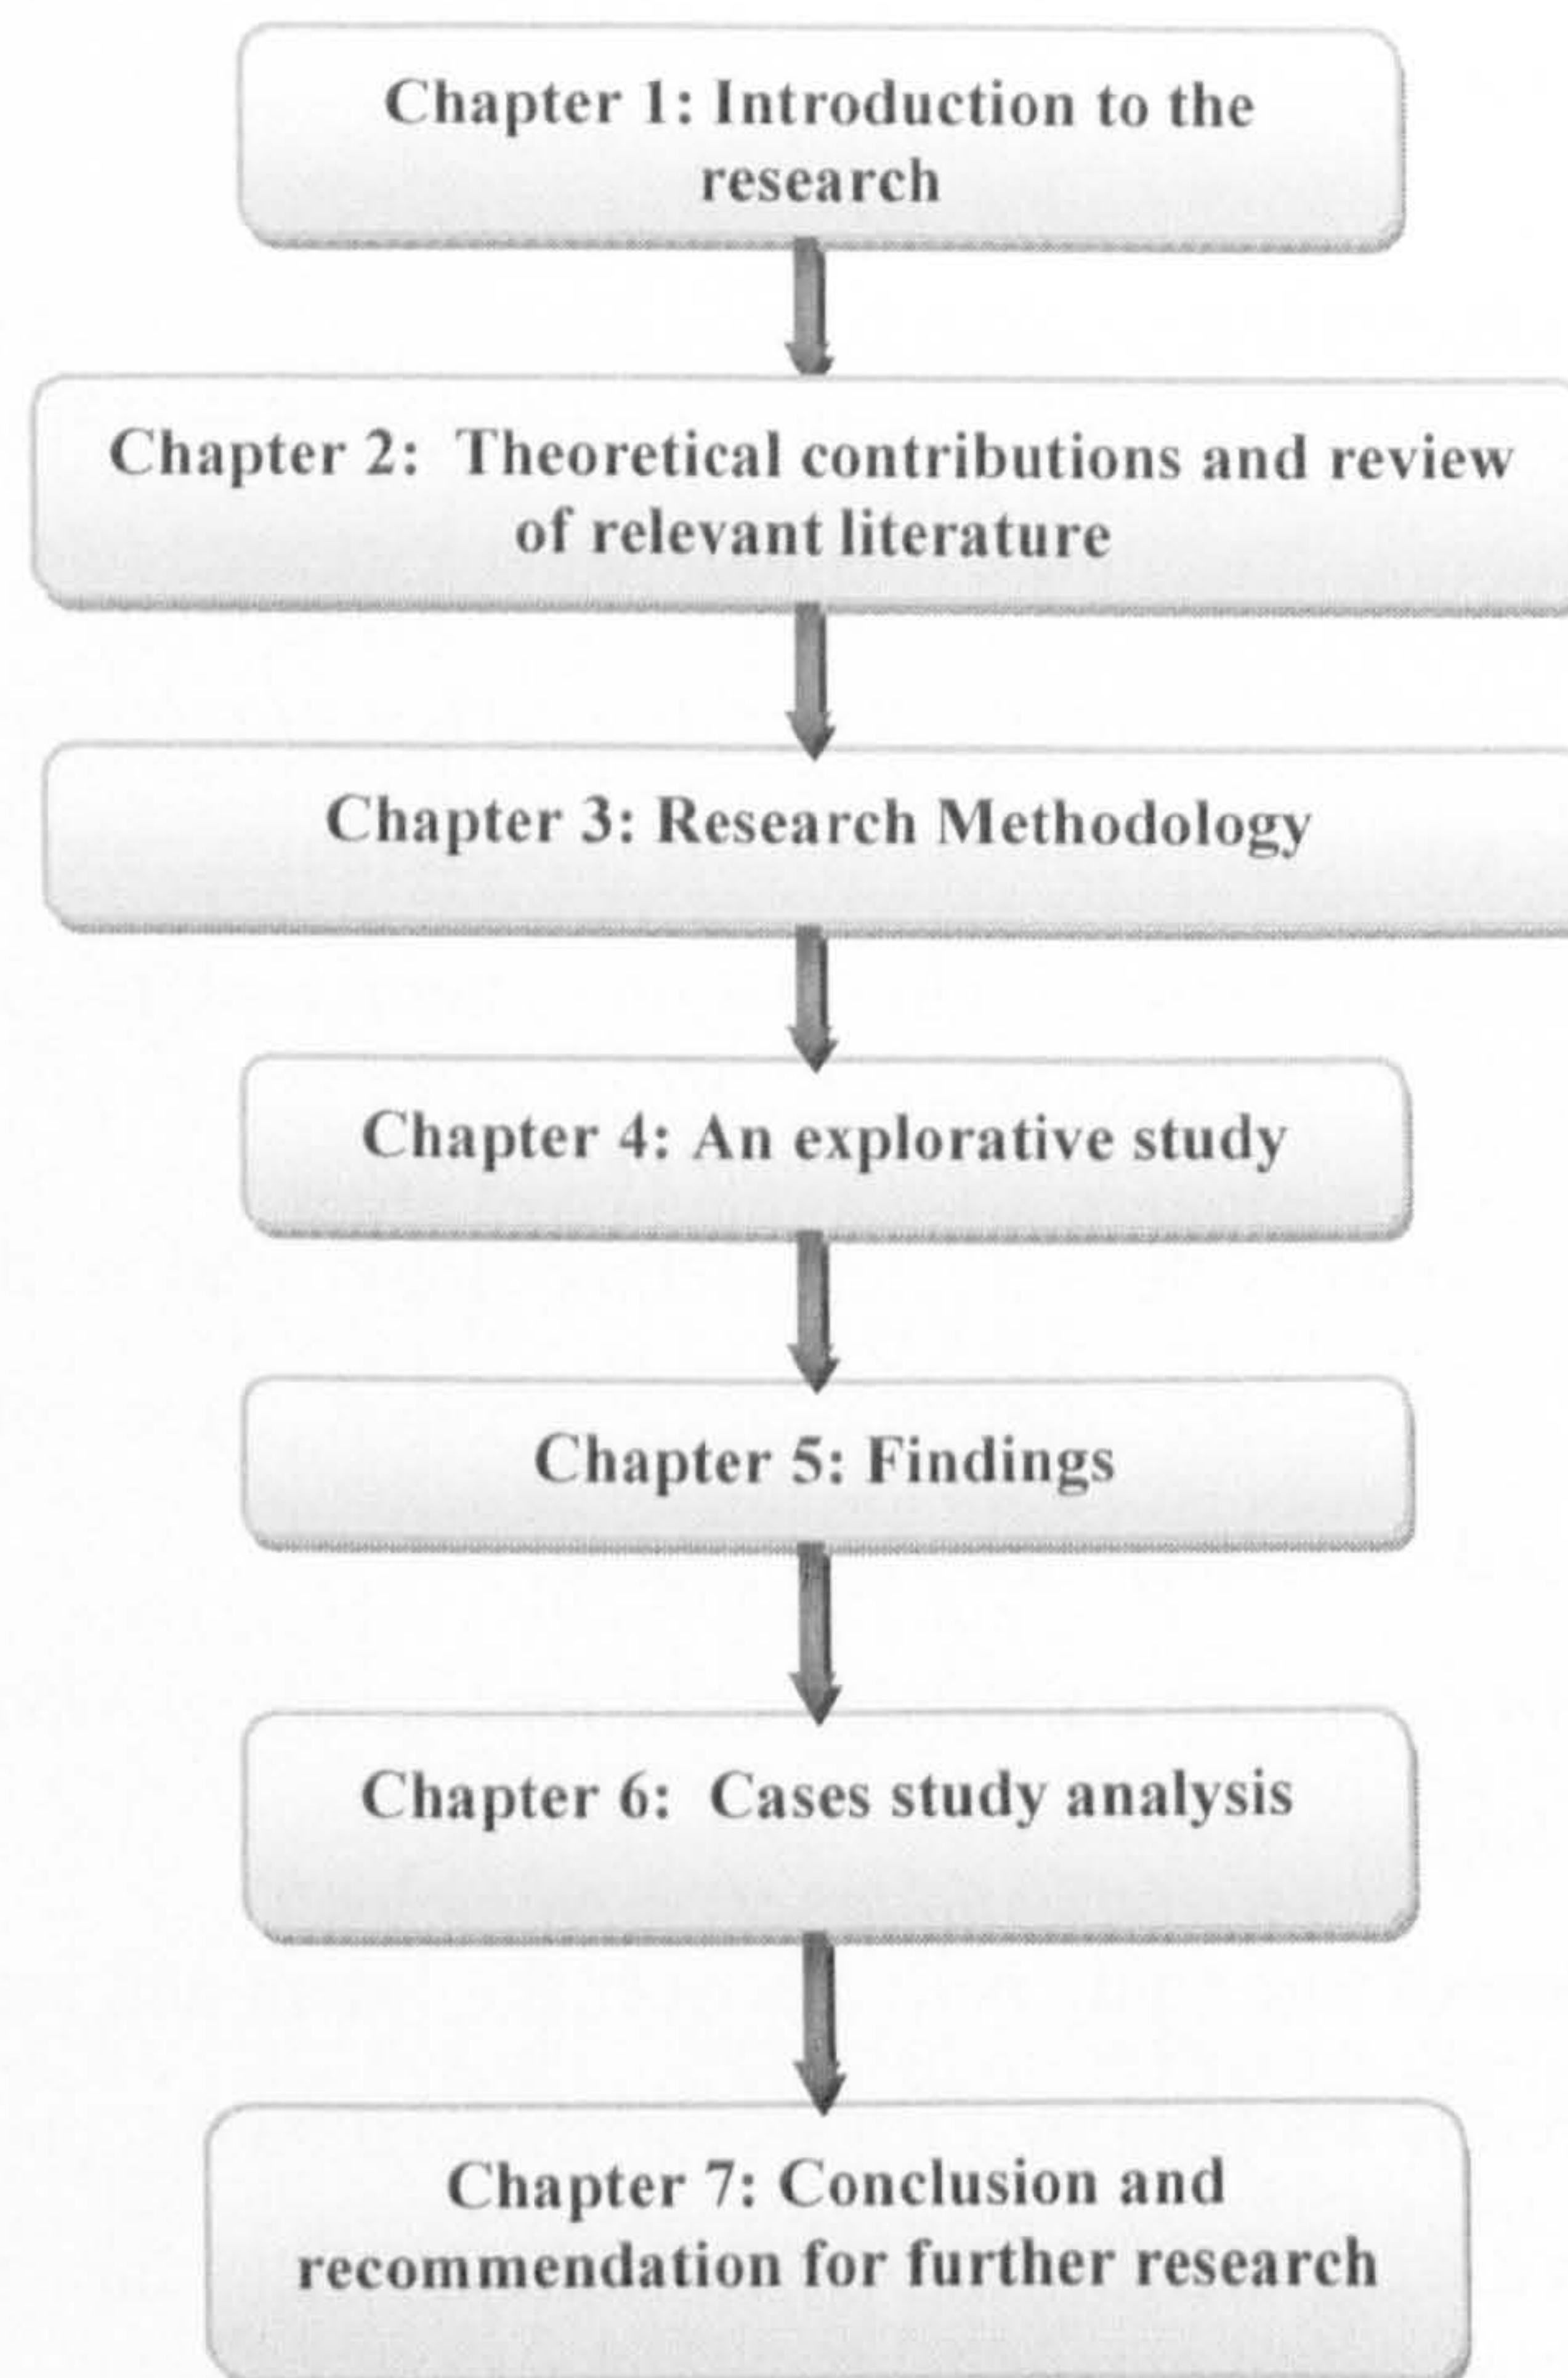 Chapter 1: Introduction to the
research
Chapter 2: Theoretical contributions and review
of relevant literature
Chapter 3: Research Methodology
Chapter 4: An explorative study
Chapter 5: Findings
Chapter 6: Cases study analysis
Chapter 7: Conclusion and
recommendation for further research